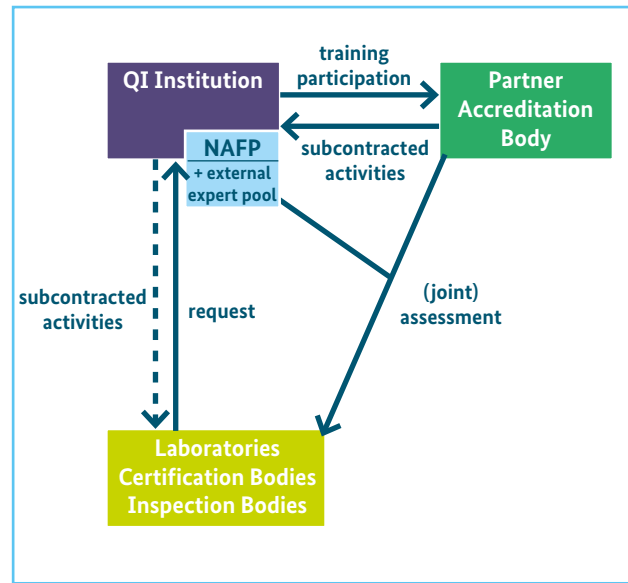 training
participation
QI Institution
Partner
Accreditation
Body
NAFP
+ external
expert pool
subcontracted
activities
subcontracted
activities
request
(joint)
assessment
Laboratories
Certification Bodies
Inspection Bodies